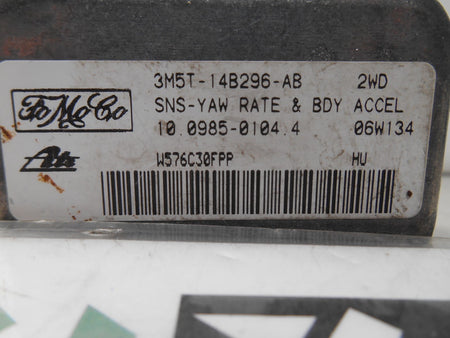 3M5T-14B296-AB 2WD
FoMoCo SNS-YAW RATE & BDY ACCEL
10.0985-0104.4 06W134
Ate W576C30FPP HU